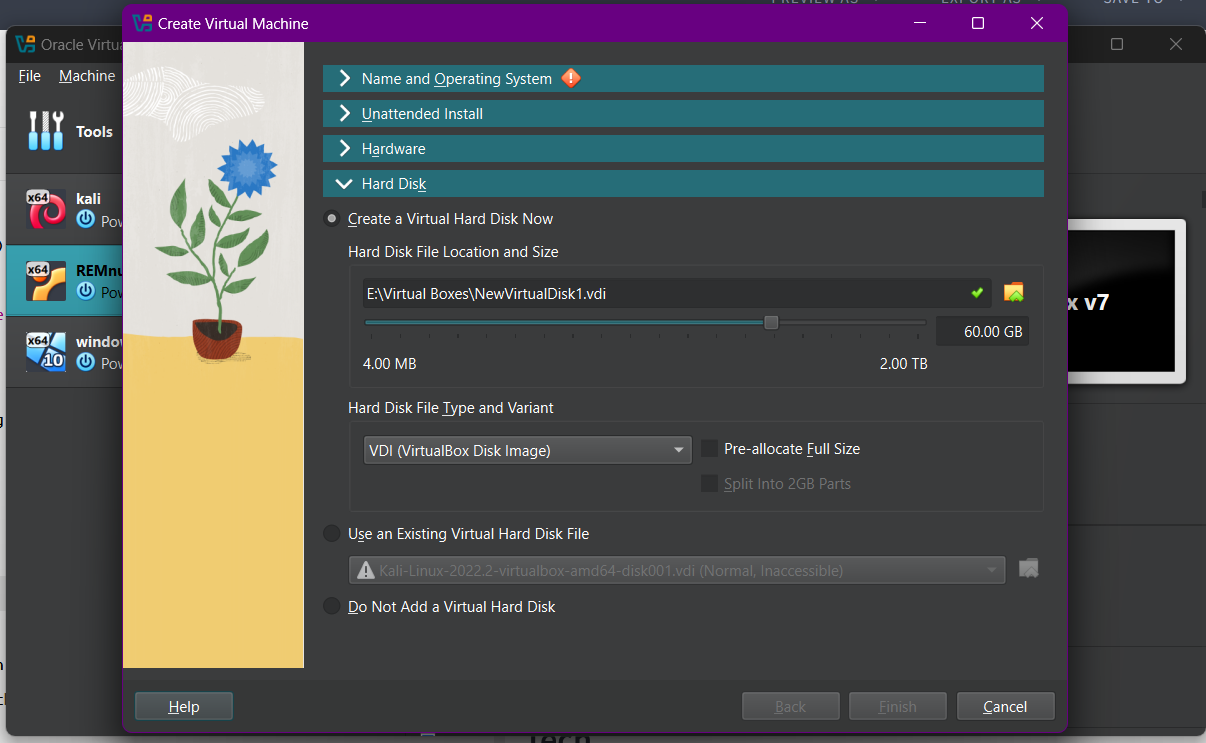 PREVIEW AS
EXPORT AS
SAVE TO
Create Virtual Machine
Oracle Virtu
File Machine
Tools
x64
kali
Pow
x64
REMnu
Pow
x64
10
windo
Pow
Name and Operating System
Unattended Install
Hardware
Hard Disk
Create a Virtual Hard Disk Now
Hard Disk File Location and Size
E:\Virtual Boxes\NewVirtualDisk1.vdi
60.00 GB
4.00 MB 2.00 TB
Hard Disk File Type and Variant
VDI (VirtualBox Disk Image)
Pre-allocate Full Size
Split Into 2GB Parts
Use an Existing Virtual Hard Disk File
Kali-Linux-2022.2-virtualbox-amd64-disk001.vdi (Normal, Inaccessible)
Do Not Add a Virtual Hard Disk
x v7
Help
Back
Finish
Cancel